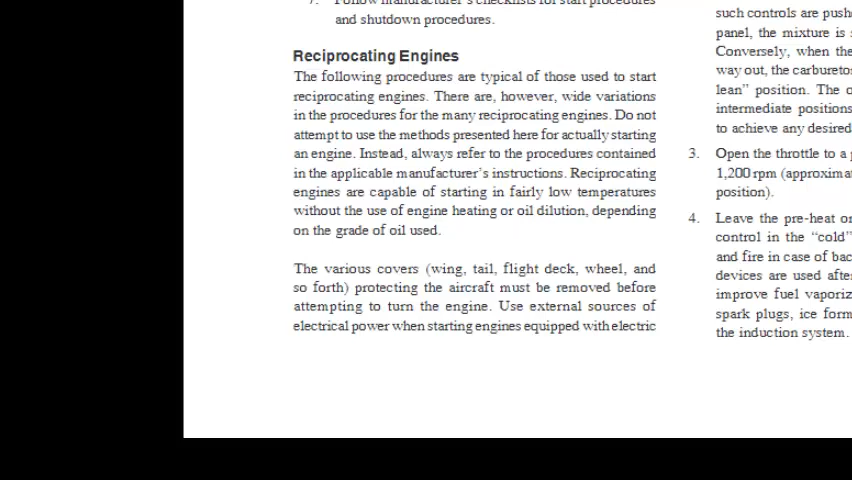 7. Follow manufacturer's checklists for start procedures
and shutdown procedures.
Reciprocating Engines
The following procedures are typical of those used to start
reciprocating engines. There are, however, wide variations
in the procedures for the many reciprocating engines. Do not
attempt to use the methods presented here for actually starting
an engine. Instead, always refer to the procedures contained
in the applicable manufacturer's instructions. Reciprocating
engines are capable of starting in fairly low temperatures
without the use of engine heating or oil dilution, depending
on the grade of oil used.
The various covers (wing, tail, flight deck, wheel, and
so forth) protecting the aircraft must be removed before
attempting to turn the engine. Use external sources of
electrical power when starting engines equipped with electric
such controls are push
panel, the mixture is
Conversely, when the
way out, the carbureto
lean” position. The o
intermediate positions
to achieve any desired
3. Open the throttle to a p
1,200 rpm (approxima
position).
4. Leave the pre-heat or
control in the “cold”
and fire in case of bac
devices are used afte
improve fuel vaporiz
spark plugs, ice form
the induction system.